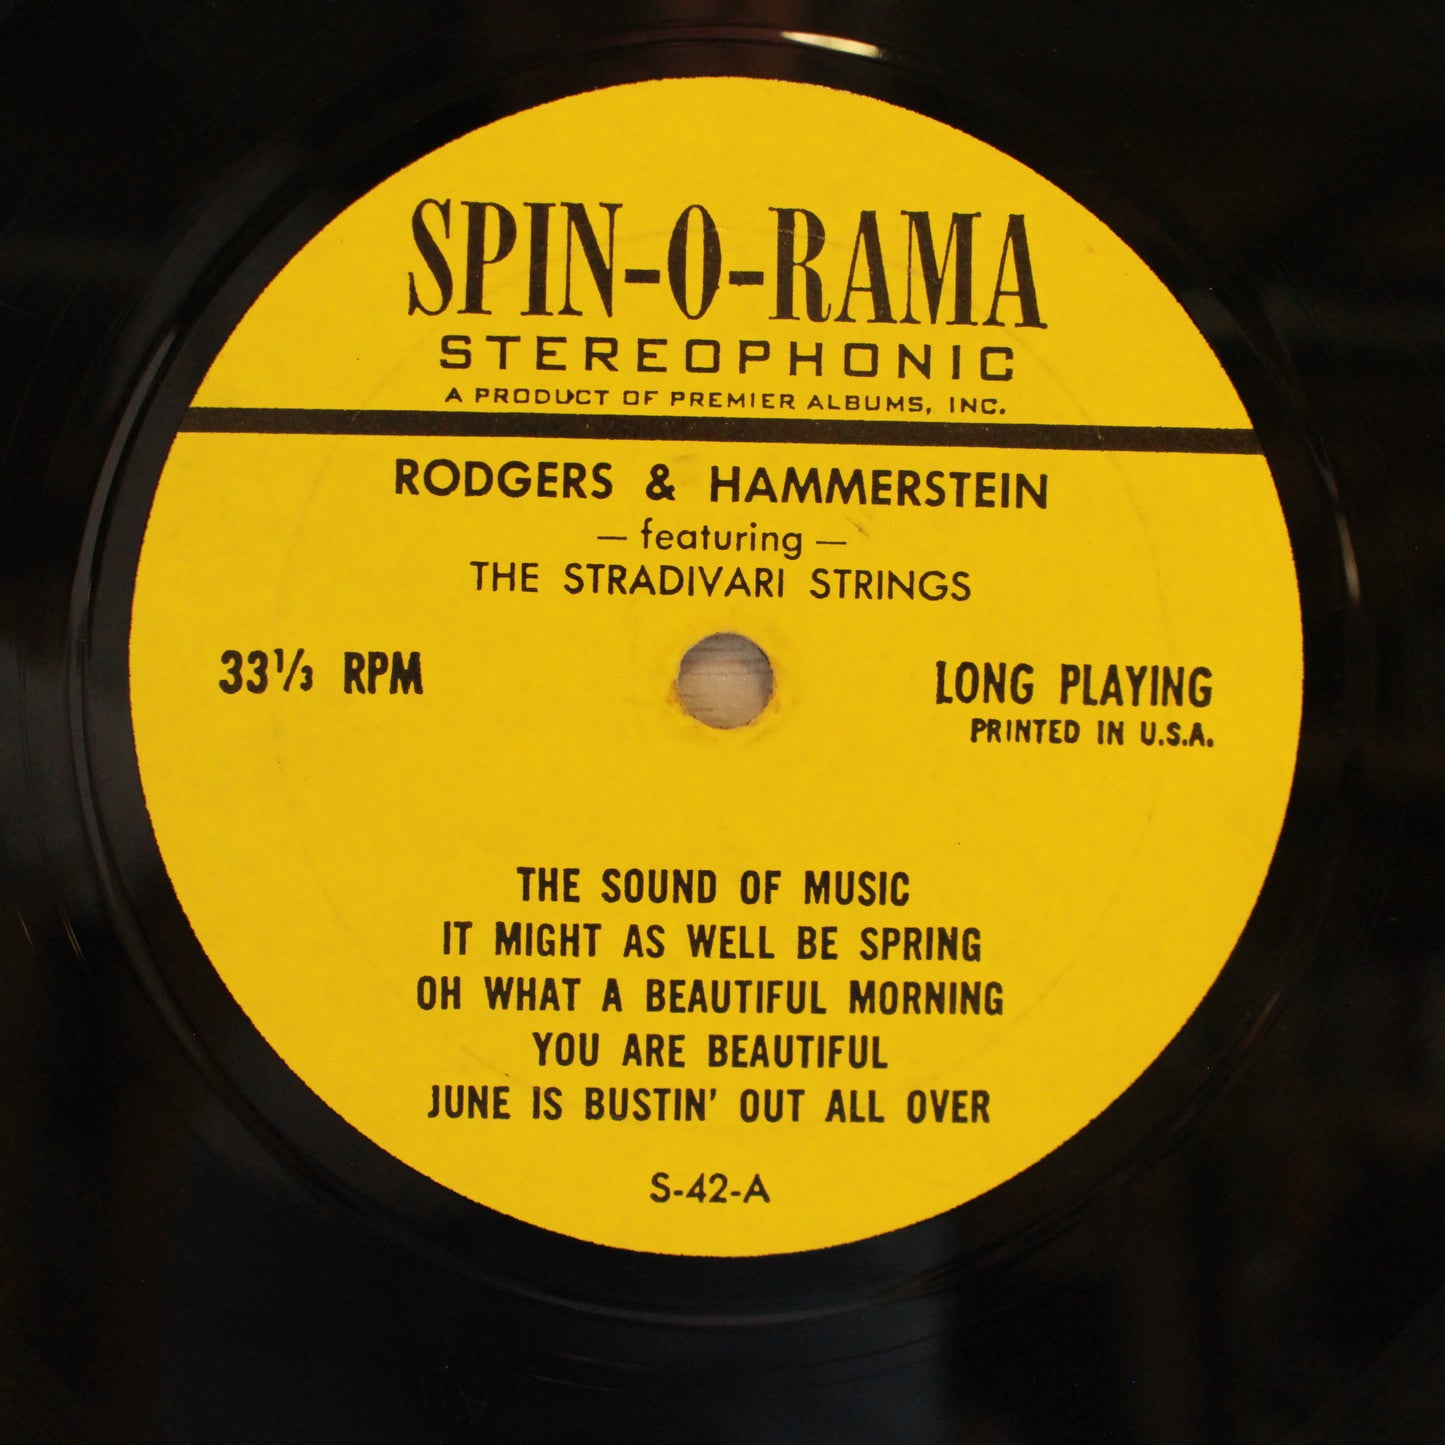 SPIN-O-RAMA
STEREOPHONIC
A PRODUCT OF PREMIER ALBUMS, INC.
RODGERS & HAMMERSTEIN
— featuring —
THE STRADIVARI STRINGS
33⅓ RPM
LONG PLAYING
PRINTED IN U.S.A.
THE SOUND OF MUSIC
IT MIGHT AS WELL BE SPRING
OH WHAT A BEAUTIFUL MORNING
YOU ARE BEAUTIFUL
JUNE IS BUSTIN' OUT ALL OVER
S-42-A